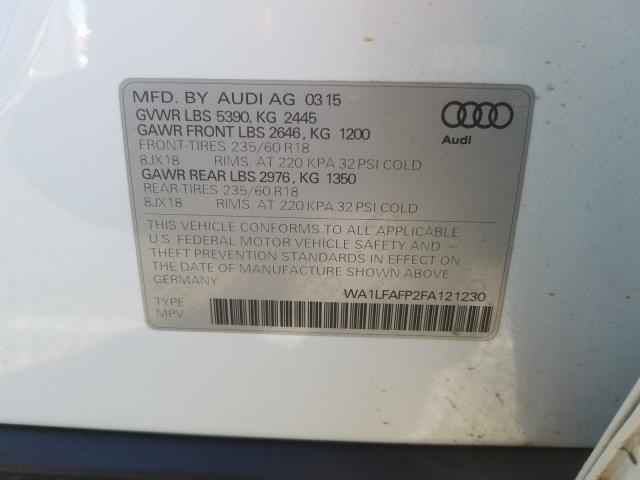 MFD. BY AUDI AG 0315
GVWR LBS 5390, KG 2445
GAWR FRONT LBS 2646, KG 1200
FRONT-TIRES 235/60 R18
8JX18 RIMS, AT 220 KPA 32 PSI COLD
GAWR REAR LBS 2976, KG 1350
REAR-TIRES 235/60 R18
8JX18 RIMS, AT 220 KPA 32 PSI COLD
Audi
THIS VEHICLE CONFORMS TO ALL APPLICABLE
U.S. FEDERAL MOTOR VEHICLE SAFETY AND
THEFT PREVENTION STANDARDS IN EFFECT ON
THE DATE OF MANUFACTURE SHOWN ABOVE.
GERMANY
WA1LFAFP2FA121230
TYPE
MPV